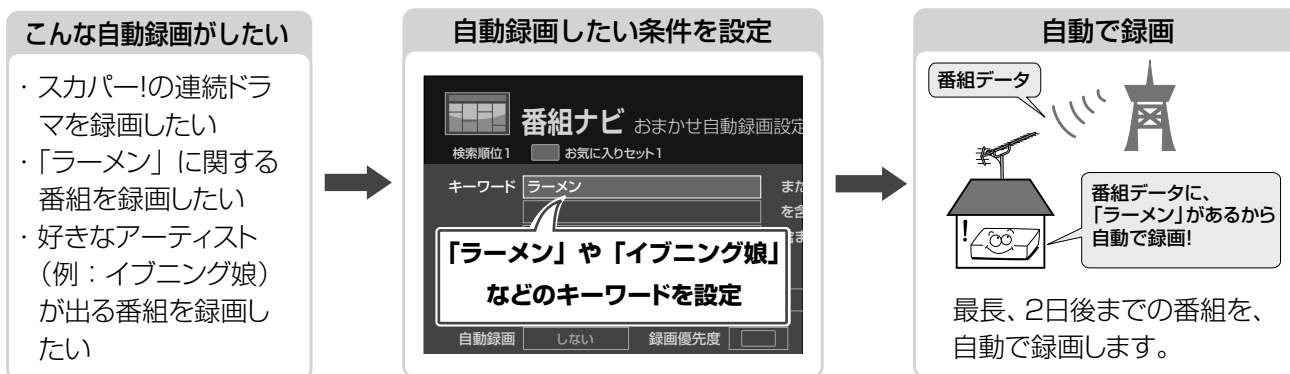 こんな自動録画がしたい
・スカパー!の連続ドラ
マを録画したい
・「ラーメン」に関する
番組を録画したい
・好きなアーティスト
（例：イブニング娘）
が出る番組を録画し
たい
自動録画したい条件を設定
番組ナビ おまかせ自動録画設定
検索順位1 お気に入りセット1
キーワード ラーメン また
を含
「ラーメン」や「イブニング娘」
などのキーワードを設定
自動録画 しない 録画優先度
自動で録画
番組データ
番組データに、
「ラーメン」があるから
自動で録画!
!
最長、2日後までの番組を、
自動で録画します。